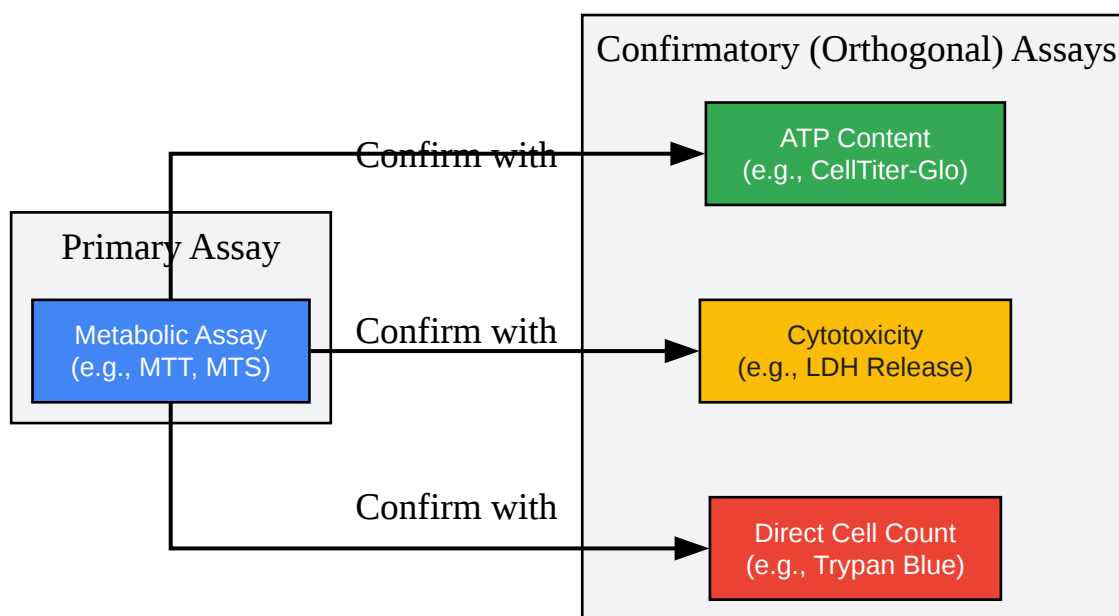 Confirmatory (Orthogonal) Assays
Confirm with
ATP Content
(e.g., CellTiter-Glo)
Primary Assay
Metabolic Assay
(e.g., MTT, MTS)
Confirm with
Cytotoxicity
(e.g., LDH Release)
Confirm with
Direct Cell Count
(e.g., Trypan Blue)